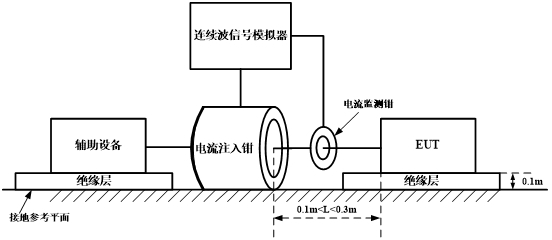 连续波信号模拟器
电流监测钳
辅助设备
电流注入钳
EUT
绝缘层
绝缘层
0.1m
接地参考平面
0.1m<L<0.3m